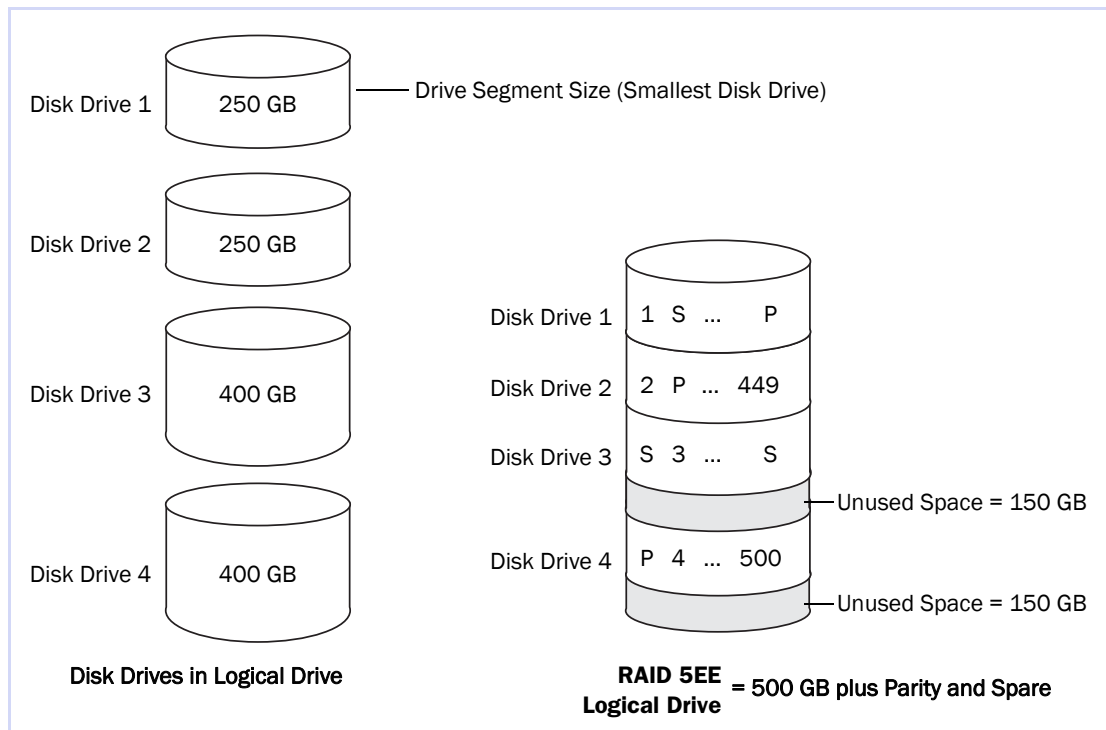 Disk Drive 1
250 GB
Drive Segment Size (Smallest Disk Drive)
Disk Drive 2
250 GB
Disk Drive 3
400 GB
Disk Drive 4
400 GB
Disk Drives in Logical Drive
Disk Drive 1
1 S ... P
Disk Drive 2
2 P ... 449
Disk Drive 3
S 3 ... S
Unused Space = 150 GB
Disk Drive 4
P 4 ... 500
Unused Space = 150 GB
RAID 5EE
Logical Drive
= 500 GB plus Parity and Spare